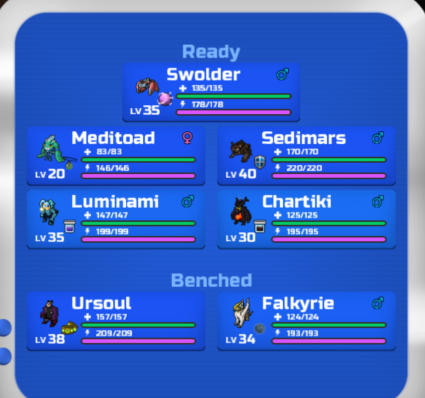 Ready
Swolder
135/135
178/178
LV 35
Meditoad
83/83
146/146
LV 20
Sedimars
170/170
220/220
LV 40
Luminami
147/147
199/199
LV 35
Chartiki
125/125
195/195
LV 30
Benched
Ursoul
157/157
209/209
LV 38
Falkyrie
124/124
193/193
LV 34